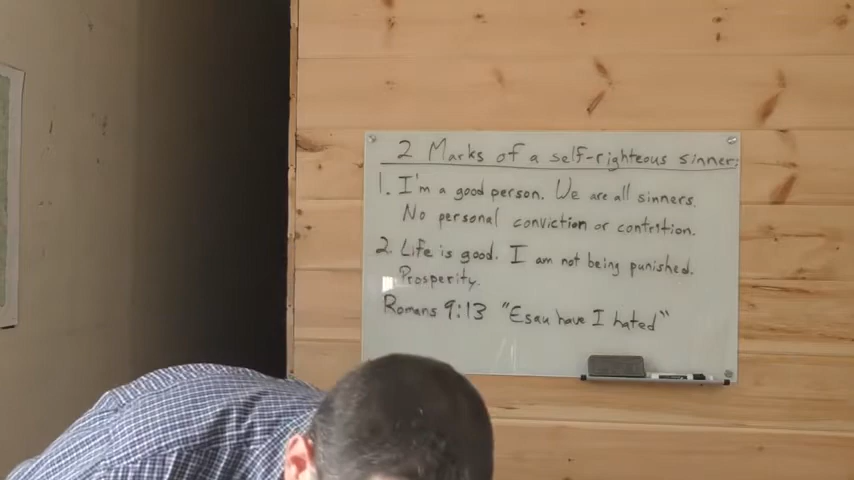 2 Marks of a self-righteous sinner:
1. I'm a good person. We are all sinners.
No personal conviction or contrition.
2. Life is good. I am not being punished.
Prosperity.
Romans 9:13 "Esau have I hated"